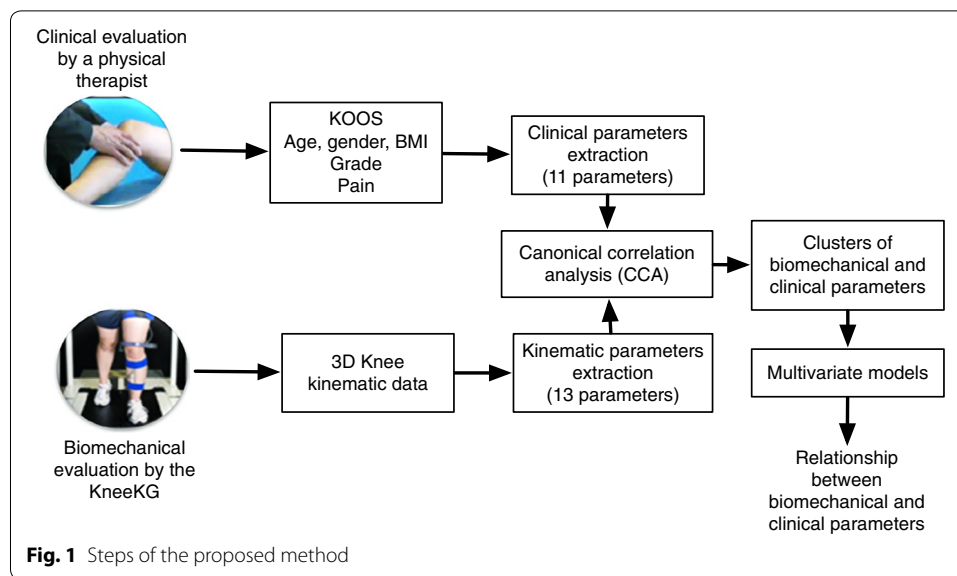 Clinical evaluation
by a physical
therapist
KOOS
Age, gender, BMI
Grade
Pain
Clinical parameters
extraction
(11 parameters)
Canonical correlation
analysis (CCA)
Clusters of
biomechanical and
clinical parameters
3D Knee
kinematic data
Kinematic parameters
extraction
(13 parameters)
Multivariate models
Biomechanical
evaluation by the
KneeKG
Relationship
between
biomechanical and
clinical parameters
Fig. 1 Steps of the proposed method